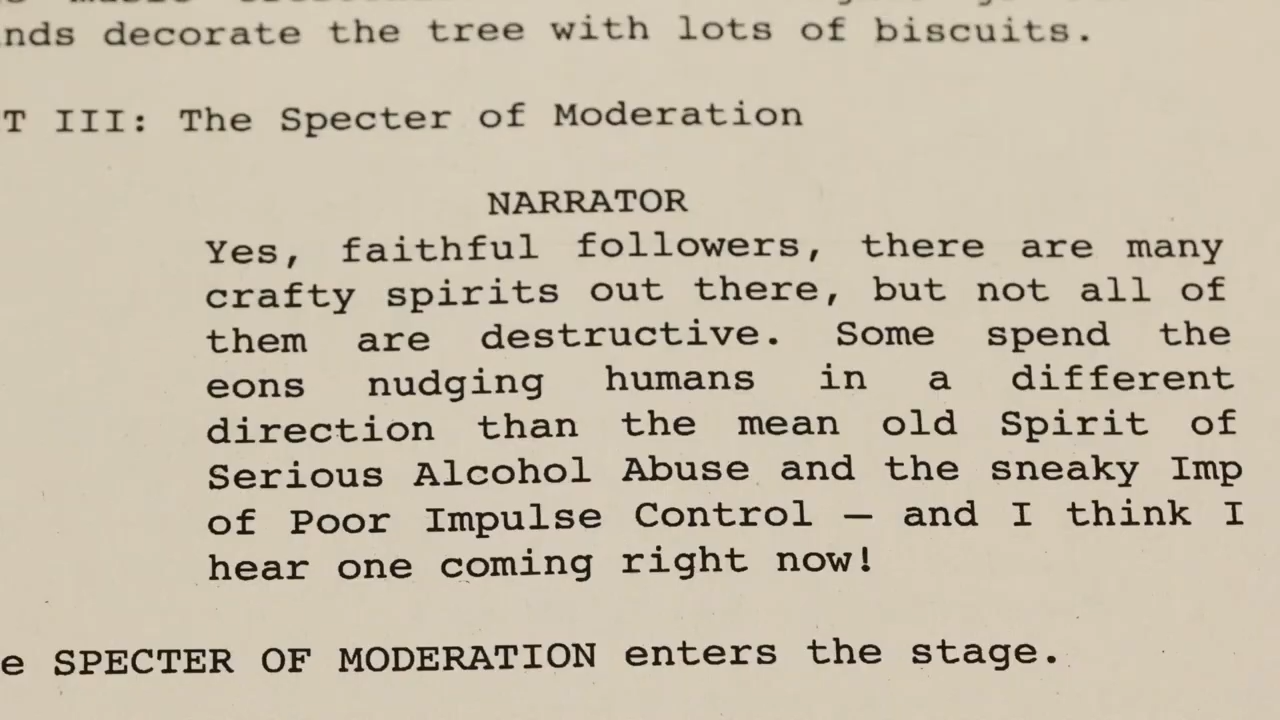 nds decorate the tree with lots of biscuits.
T III: The Specter of Moderation
NARRATOR
Yes, faithful followers, there are many
crafty spirits out there, but not all of
them are destructive. Some spend the
eons nudging humans in a different
direction than the mean old Spirit of
Serious Alcohol Abuse and the sneaky Imp
of Poor Impulse Control — and I think I
hear one coming right now!
e SPECTER OF MODERATION enters the stage.